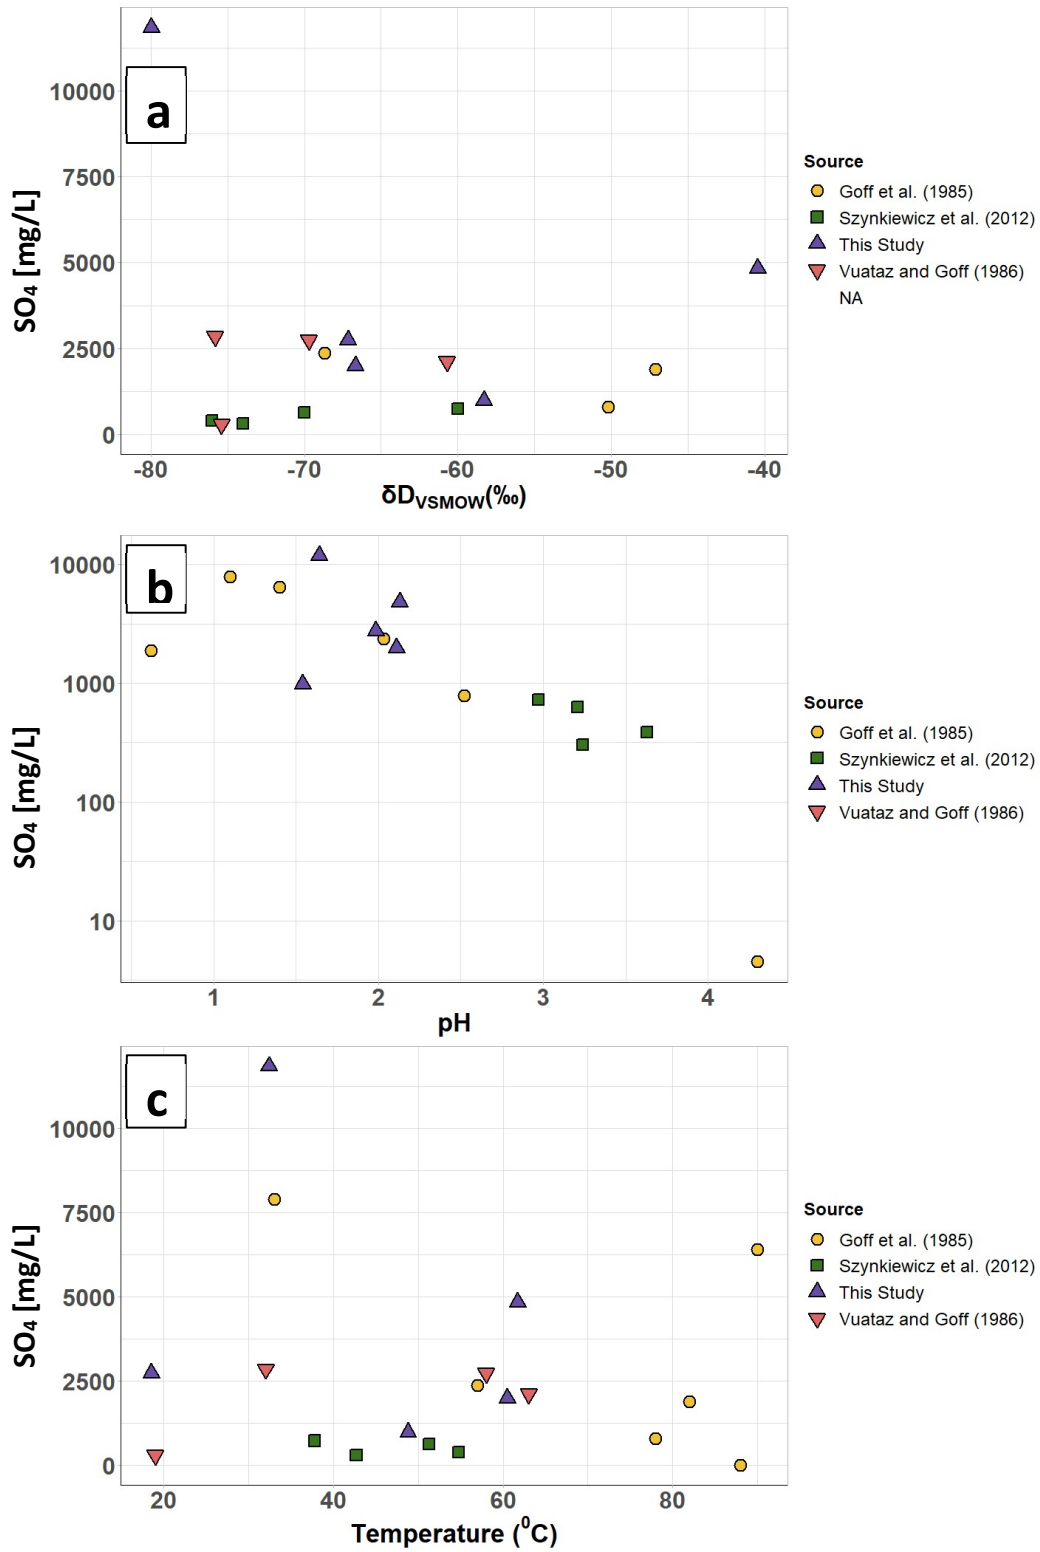 a
10000
7500
5000
2500
0
SO₄ [mg/L]
-80 -70 -60 -50 -40
δD_VSMOW(‰)
Source
Goff et al. (1985)
Szynkiewicz et al. (2012)
This Study
Vuataz and Goff (1986)
NA
b
10000
1000
100
10
SO₄ [mg/L]
1 2 3 4
pH
Source
Goff et al. (1985)
Szynkiewicz et al. (2012)
This Study
Vuataz and Goff (1986)
c
10000
7500
5000
2500
0
SO₄ [mg/L]
20 40 60 80
Temperature (⁰C)
Source
Goff et al. (1985)
Szynkiewicz et al. (2012)
This Study
Vuataz and Goff (1986)